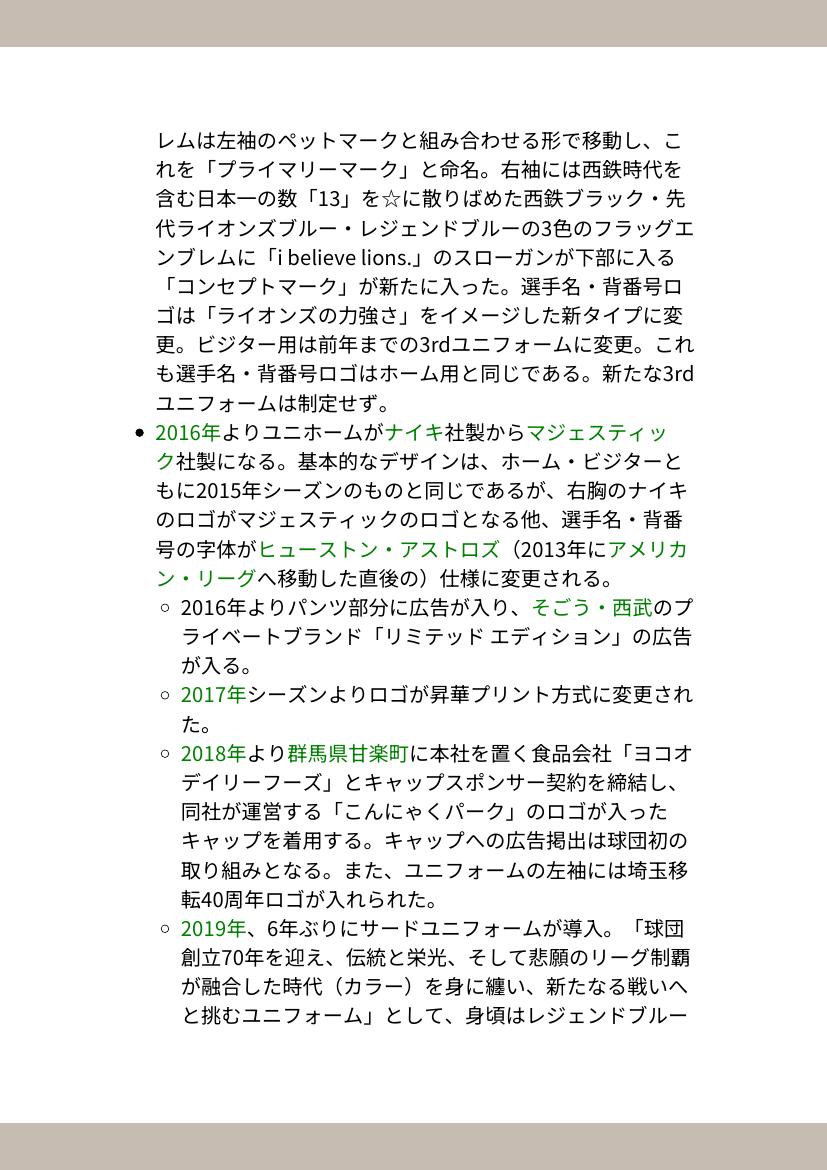 レムは左袖のペットマークと組み合わせる形で移動し、こ
れを「プライマリーマーク」と命名。右袖には西鉄時代を
含む日本一の数「13」を☆に散りばめた西鉄ブラック・先
代ライオンズブルー・レジェンドブルーの3色のフラッグエ
ンブレムに「i believe lions.」のスローガンが下部に入る
「コンセプトマーク」が新たに入った。選手名・背番号ロ
ゴは「ライオンズの力強さ」をイメージした新タイプに変
更。ビジター用は前年までの3rdユニフォームに変更。これ
も選手名・背番号ロゴはホーム用と同じである。新たな3rd
ユニフォームは制定せず。
• 2016年よりユニホームがナイキ社製からマジェスティッ
ク社製になる。基本的なデザインは、ホーム・ビジターと
もに2015年シーズンのものと同じであるが、右胸のナイキ
のロゴがマジェスティックのロゴとなる他、選手名・背番
号の字体がヒューストン・アストロズ（2013年にアメリカ
ン・リーグへ移動した直後の）仕様に変更される。
◦ 2016年よりパンツ部分に広告が入り、そごう・西武のプ
ライベートブランド「リミテッド エディション」の広告
が入る。
◦ 2017年シーズンよりロゴが昇華プリント方式に変更され
た。
◦ 2018年より群馬県甘楽町に本社を置く食品会社「ヨコオ
デイリーフーズ」とキャップスポンサー契約を締結し、
同社が運営する「こんにゃくパーク」のロゴが入った
キャップを着用する。キャップへの広告掲出は球団初の
取り組みとなる。また、ユニフォームの左袖には埼玉移
転40周年ロゴが入れられた。
◦ 2019年、6年ぶりにサードユニフォームが導入。「球団
創立70年を迎え、伝統と栄光、そして悲願のリーグ制覇
が融合した時代（カラー）を身に纏い、新たなる戦いへ
と挑むユニフォーム」として、身頃はレジェンドブルー